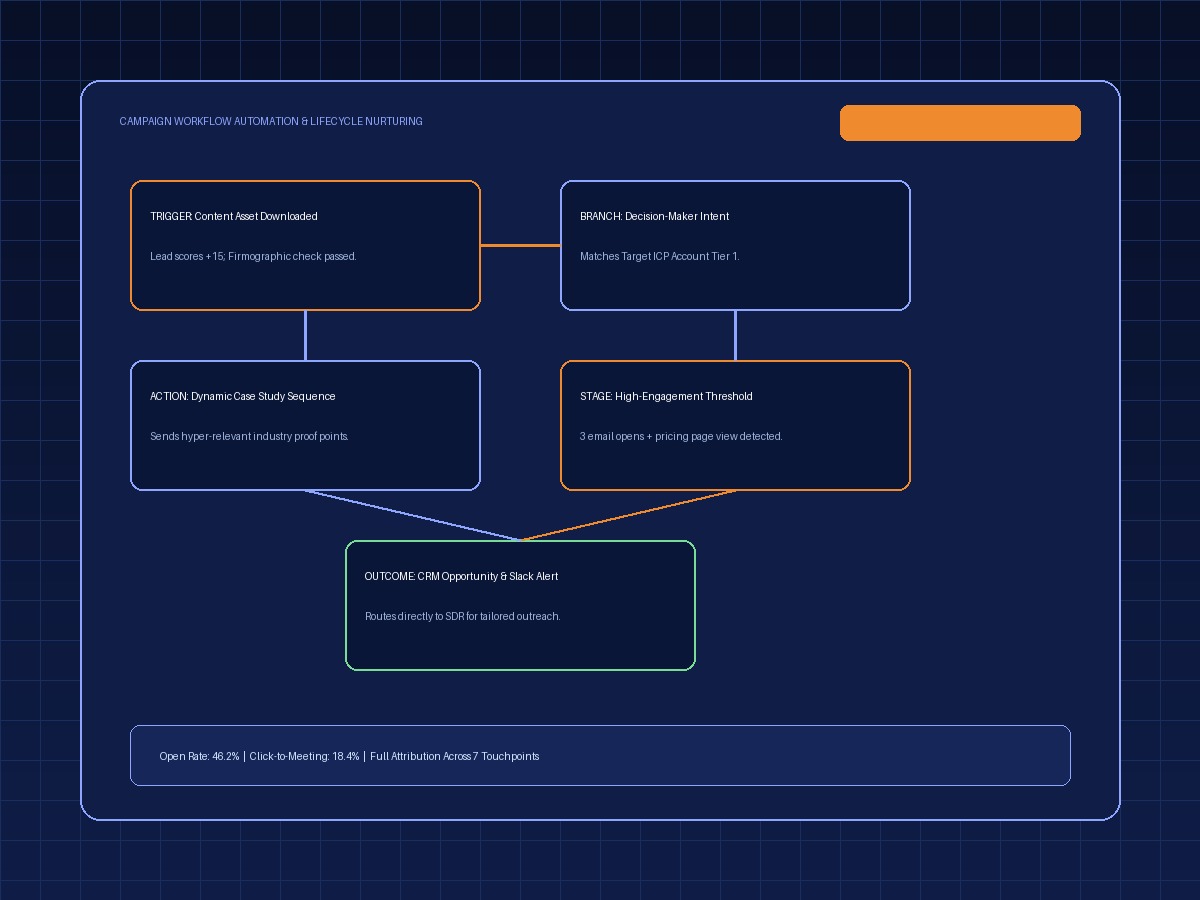 CAMPAIGN WORKFLOW AUTOMATION & LIFECYCLE NURTURING
TRIGGER: Content Asset Downloaded
Lead scores +15; Firmographic check passed.
BRANCH: Decision-Maker Intent
Matches Target ICP Account Tier 1.
ACTION: Dynamic Case Study Sequence
Sends hyper-relevant industry proof points.
STAGE: High-Engagement Threshold
3 email opens + pricing page view detected.
OUTCOME: CRM Opportunity & Slack Alert
Routes directly to SDR for tailored outreach.
Open Rate: 46.2% | Click-to-Meeting: 18.4% | Full Attribution Across 7 Touchpoints